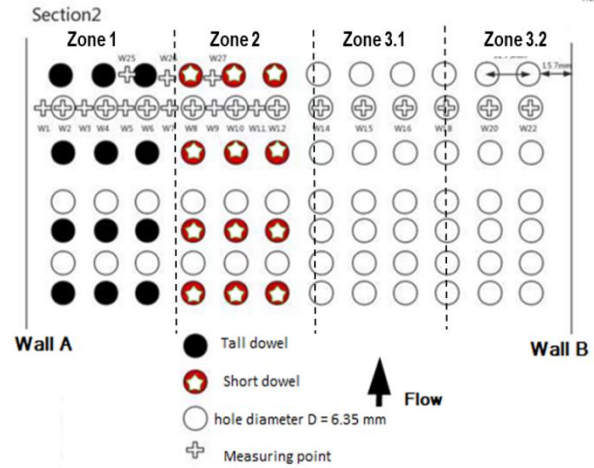 Section2
Zone 1 Zone 2 Zone 3.1 Zone 3.2
W25 W27
15.7mm
W1 W2 W3 W4 W5 W6 W7 W8 W9 W10 W11 W12 W14 W15 W16 W18 W20 W22
Wall A
Wall B
Tall dowel
Short dowel
Flow
hole diameter D = 6.35 mm
Measuring point